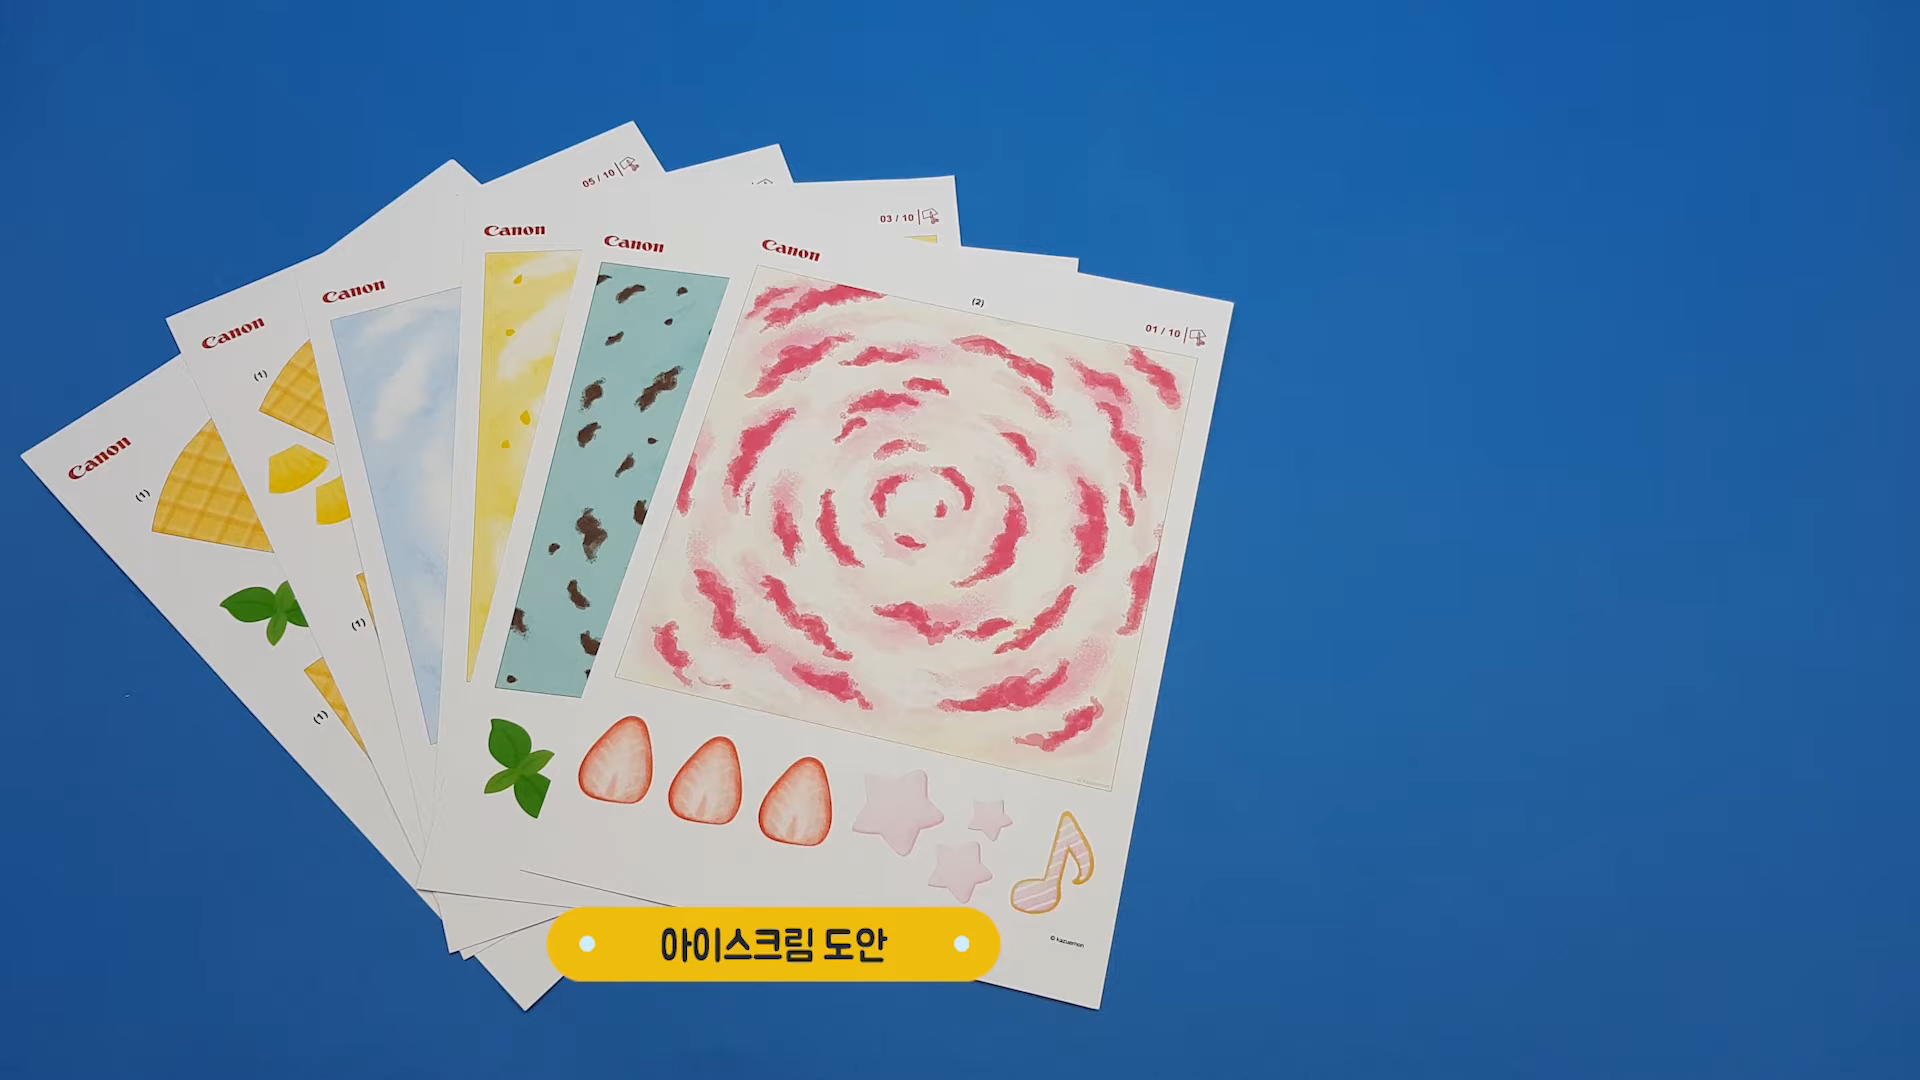 05 / 10
Canon
03 / 10
Canon
Canon
(2)
01 / 10
Canon
Canon
(1)
Canon
(1)
(1)
(1)
© kazuemon
아이스크림 도안